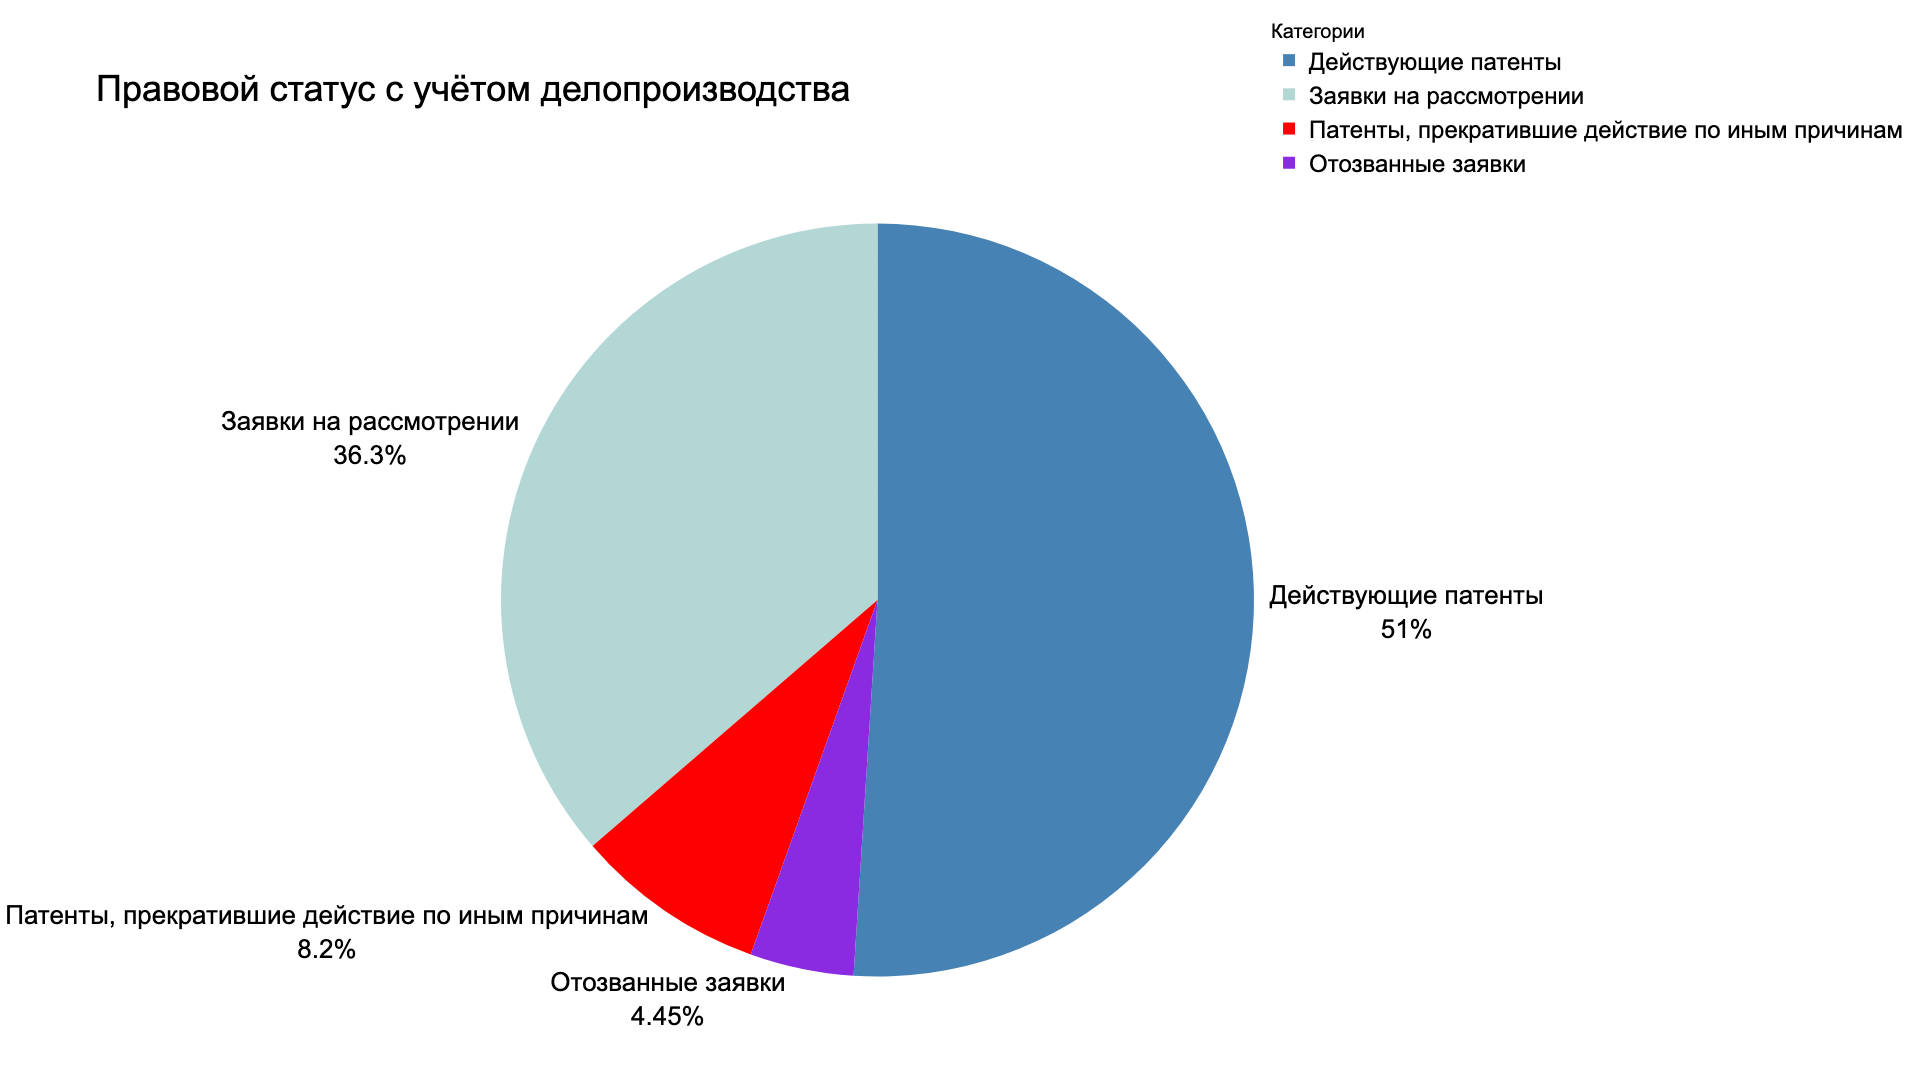 Правовой статус с учётом делопроизводства
Категории
Действующие патенты
Заявки на рассмотрении
Патенты, прекратившие действие по иным причинам
Отозванные заявки
Заявки на рассмотрении
36.3%
Действующие патенты
51%
Патенты, прекратившие действие по иным причинам
8.2%
Отозванные заявки
4.45%